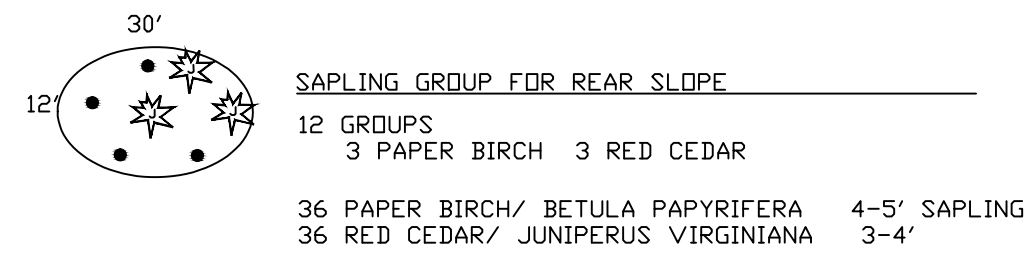 30'
12'
J
J
J
SAPLING GROUP FOR REAR SLOPE
12 GROUPS
3 PAPER BIRCH 3 RED CEDAR
36 PAPER BIRCH/ BETULA PAPYRIFERA 4-5' SAPLING
36 RED CEDAR/ JUNIPERUS VIRGINIANA 3-4'